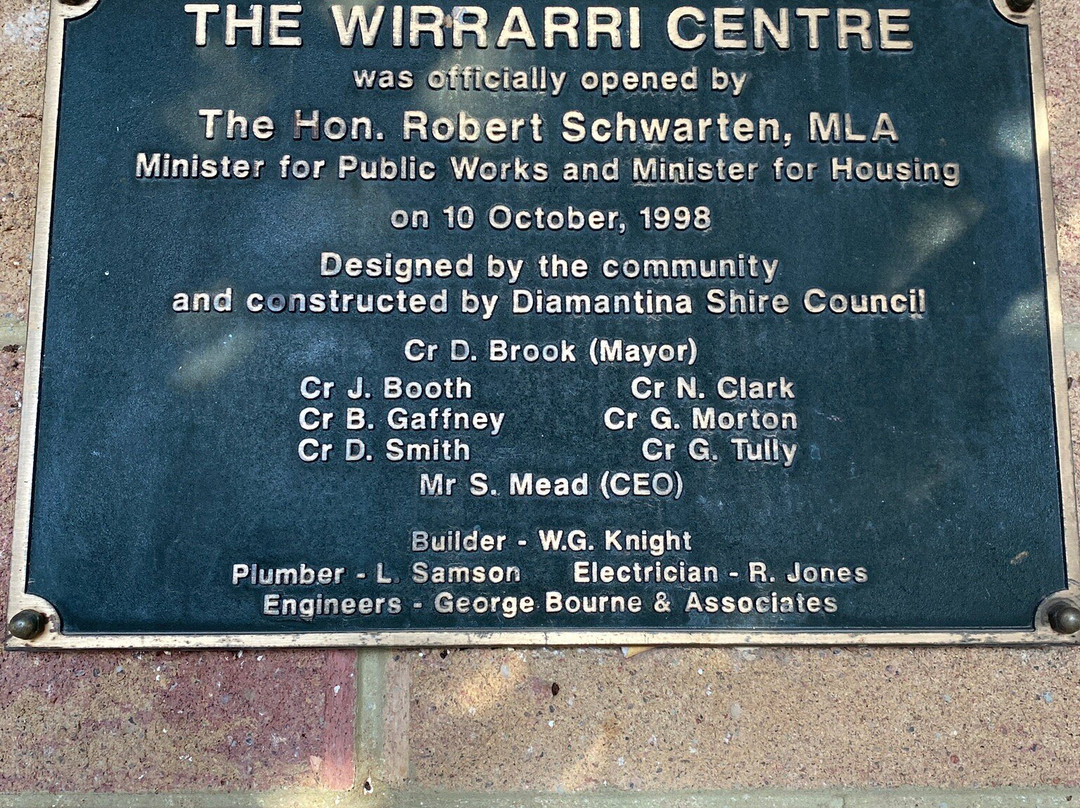 THE WIRRARRI CENTRE
was officially opened by
The Hon. Robert Schwarten, MLA
Minister for Public Works and Minister for Housing
on 10 October, 1998
Designed by the community
and constructed by Diamantina Shire Council
Cr D. Brook (Mayor)
Cr J. Booth Cr N. Clark
Cr B. Gaffney Cr G. Morton
Cr D. Smith Cr G. Tully
Mr S. Mead (CEO)
Builder - W.G. Knight
Plumber - L. Samson Electrician - R. Jones
Engineers - George Bourne & Associates